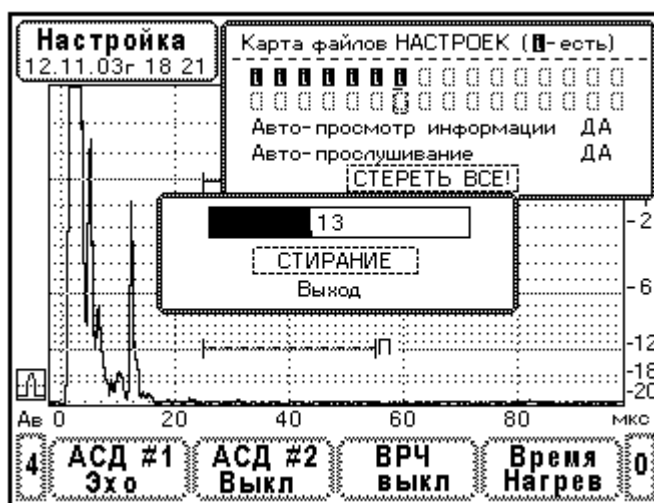 Настройка
12.11.03г 18 21
Карта файлов НАСТРОЕК (-есть)
Авто-просмотр информации ДА
Авто-прослушивание ДА
СТЕРЕТЬ ВСЕ!
13
СТИРАНИЕ
Выход
-2
-6
-12
-18
-20
П
Ав 0 20 40 60 80 мкс
4 АСД #1 АСД #2 ВРЧ Время 0
Эхо Выкл выкл Нагрев